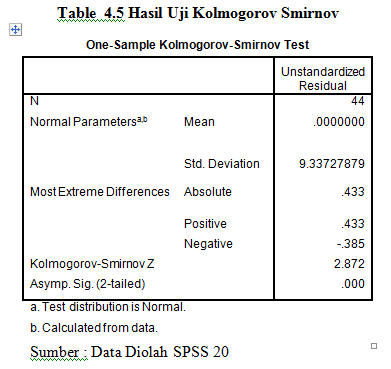 Table 4.5 Hasil Uji Kolmogorov Smirnov
One-Sample Kolmogorov-Smirnov Test
Unstandardized
Residual
N 44
Normal Parametersa,b Mean .0000000
Std. Deviation 9.33727879
Most Extreme Differences Absolute .433
Positive .433
Negative -.385
Kolmogorov-Smirnov Z 2.872
Asymp. Sig. (2-tailed) .000
a. Test distribution is Normal.
b. Calculated from data.
Sumber : Data Diolah SPSS 20